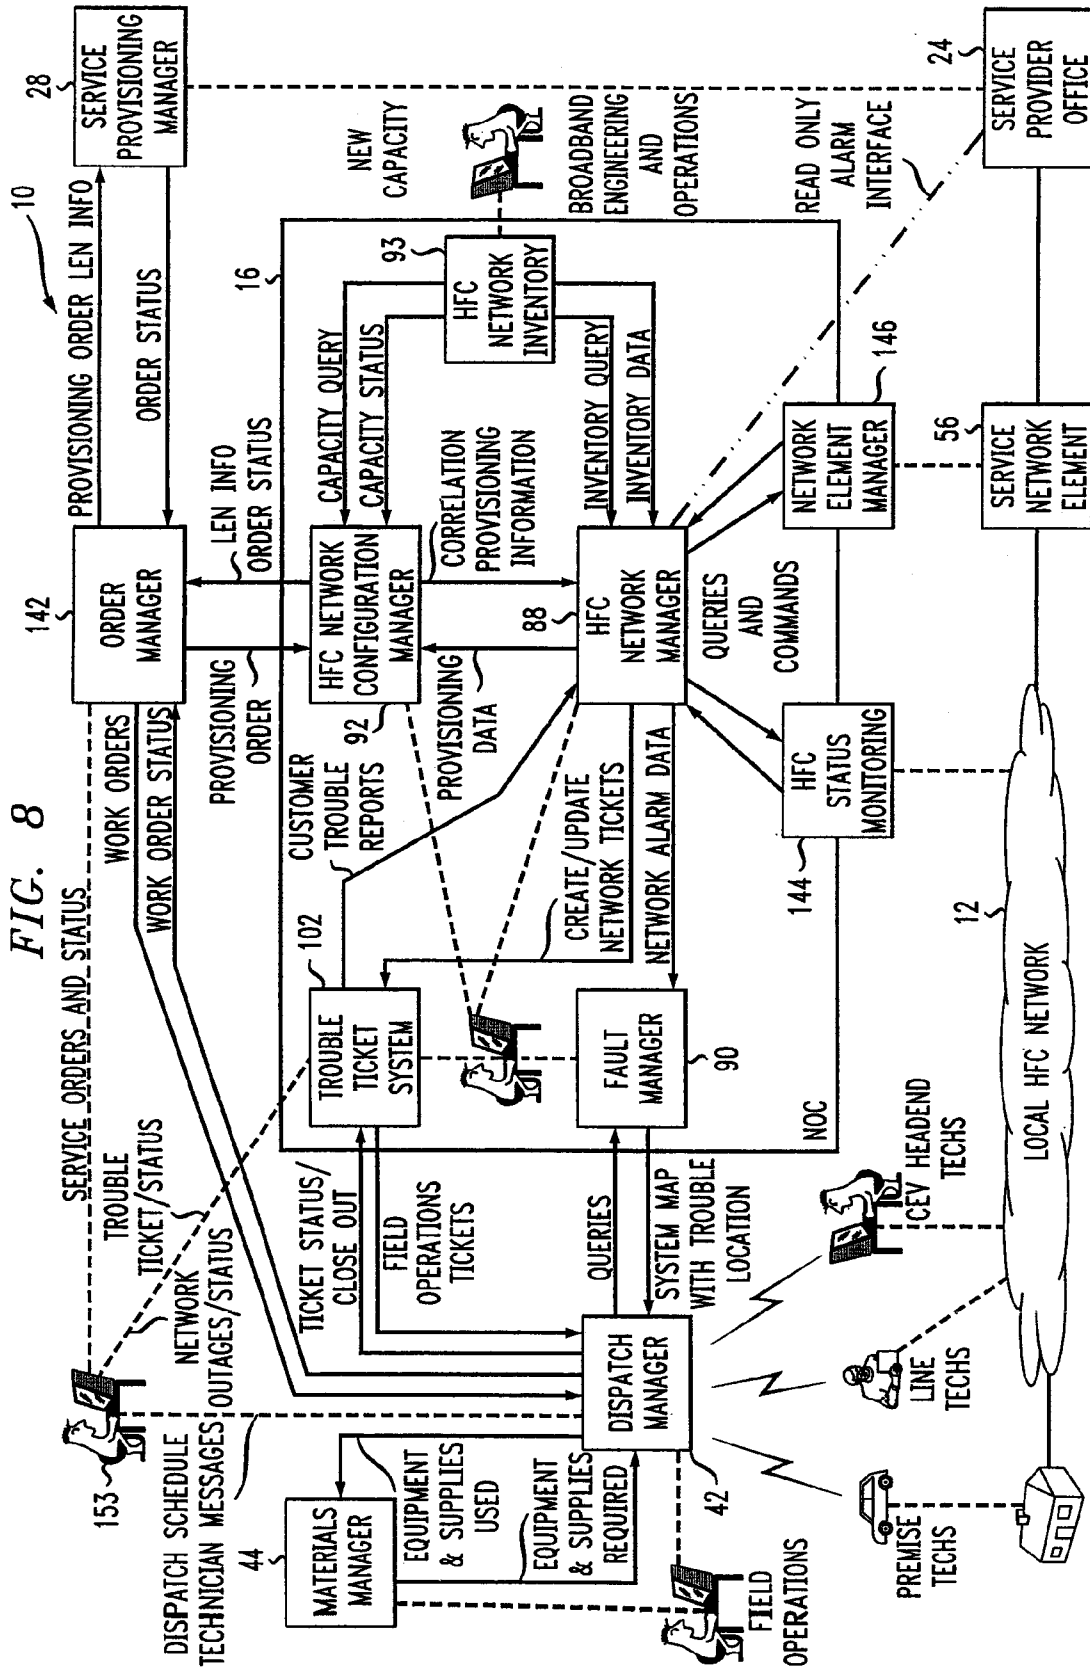 FIG. 8
10
SERVICE ORDERS AND STATUS
WORK ORDERS
WORK ORDER STATUS
142
ORDER
MANAGER
PROVISIONING ORDER LEN INFO
ORDER STATUS
28
SERVICE
PROVISIONING
MANAGER
153
TROUBLE
TICKET/STATUS
NETWORK
OUTAGES/STATUS
DISPATCH SCHEDULE
TECHNICIAN MESSAGES
PROVISIONING
ORDER
LEN INFO
ORDER STATUS
16
44
MATERIALS
MANAGER
EQUIPMENT
& SUPPLIES
USED
EQUIPMENT
& SUPPLIES
REQUIRED
TICKET STATUS/
CLOSE OUT
FIELD
OPERATIONS
TICKETS
102
TROUBLE
TICKET
SYSTEM
CUSTOMER
TROUBLE
REPORTS
92
HFC NETWORK
CONFIGURATION
MANAGER
CAPACITY QUERY
CAPACITY STATUS
93
HFC
NETWORK
INVENTORY
NEW
CAPACITY
BROADBAND
ENGINEERING
AND
OPERATIONS
PROVISIONING
DATA
CORRELATION
PROVISIONING
INFORMATION
INVENTORY QUERY
INVENTORY DATA
CREATE/UPDATE
NETWORK TICKETS
NETWORK ALARM DATA
88
HFC
NETWORK
MANAGER
QUERIES
SYSTEM MAP
WITH TROUBLE
LOCATION
FAULT
MANAGER
90
DISPATCH
MANAGER
42
FIELD
OPERATIONS
QUERIES
AND
COMMANDS
READ ONLY
ALARM
INTERFACE
NOC
144
HFC
STATUS
MONITORING
NETWORK
ELEMENT
MANAGER
146
PREMISE
TECHS
LINE
TECHS
CEV HEADEND
TECHS
12
LOCAL HFC NETWORK
56
SERVICE
NETWORK
ELEMENT
24
SERVICE
PROVIDER
OFFICE